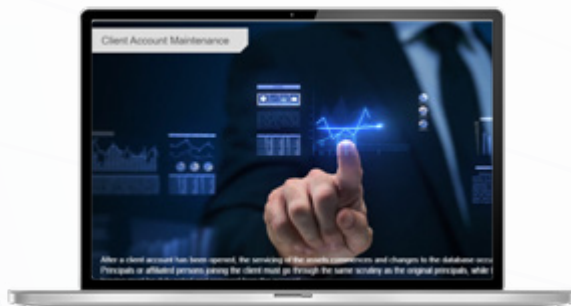 Client Account Maintenance
After a client account has been opened, the servicing of the assets commences and changes to the database occu
Principals or affiliated persons joining the client must go through the same scrutiny as the original principals, while